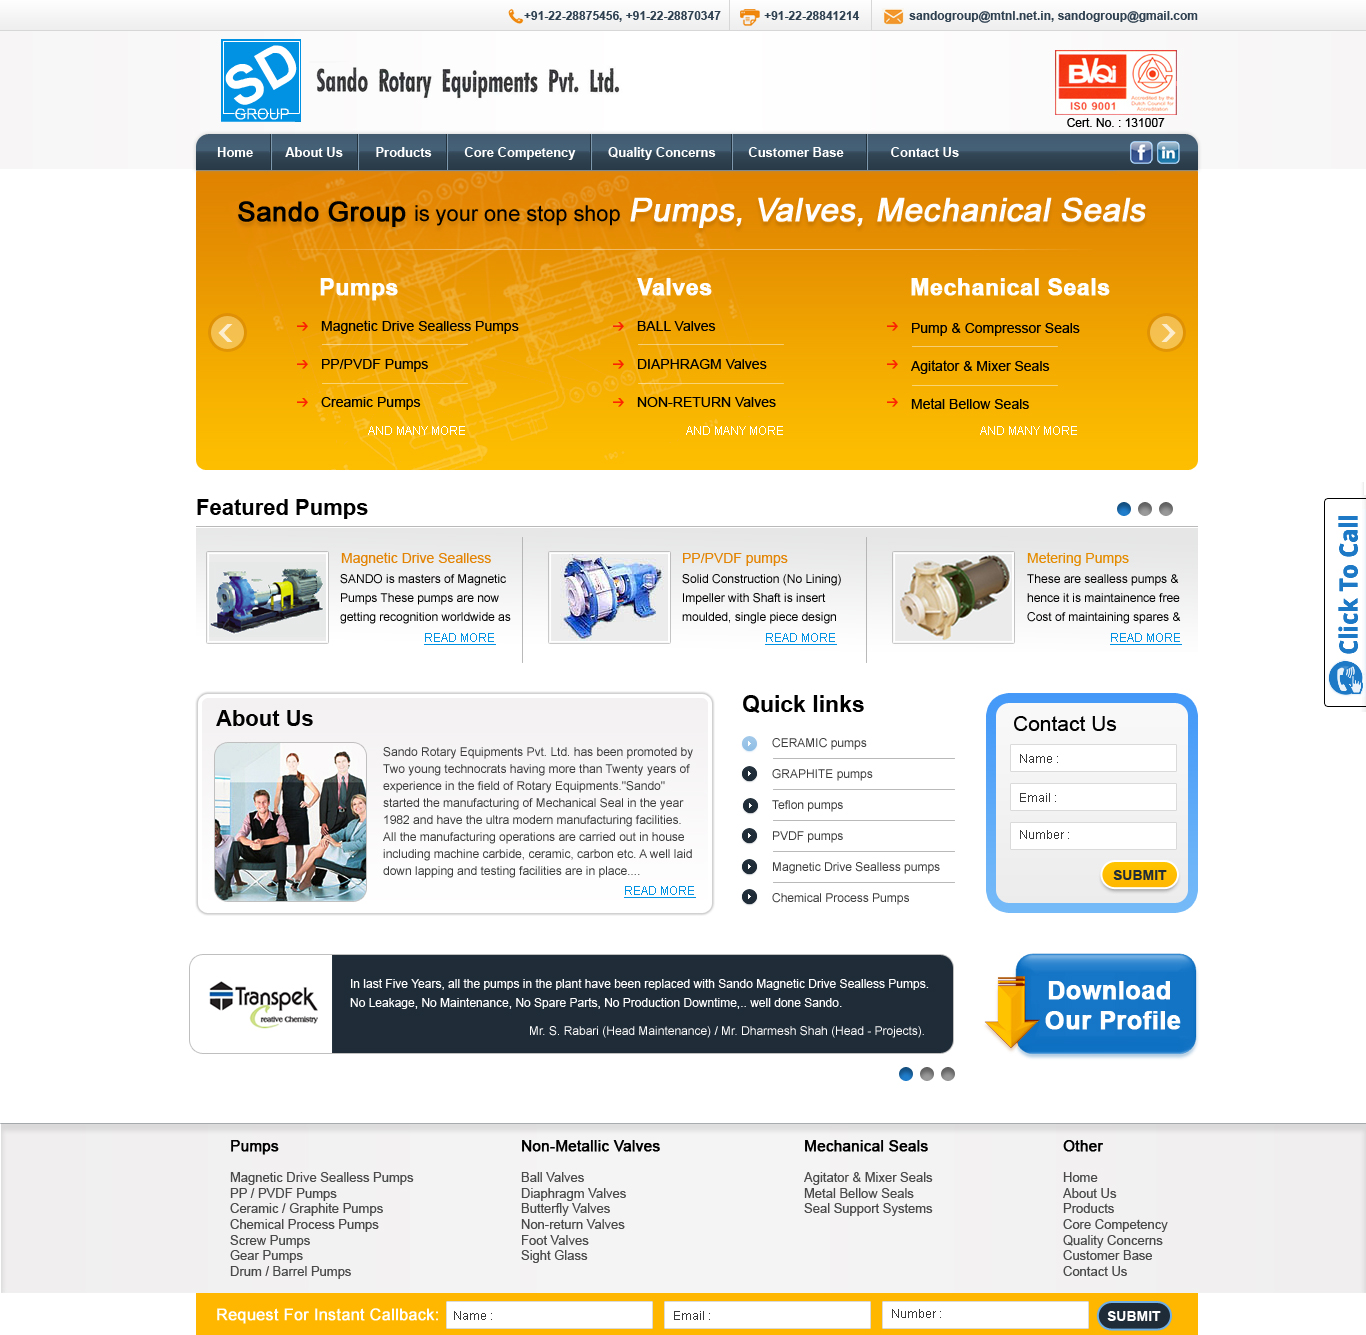 +91-22-28875456, +91-22-28870347
+91-22-28841214
sandogroup@mtnl.net.in, sandogroup@gmail.com
SD
GROUP
Sando Rotary Equipments Pvt. Ltd.
BVQI
ISO 9001
Accredited by the
Dutch Council for
Accreditation
Cert. No. : 131007
Home
About Us
Products
Core Competency
Quality Concerns
Customer Base
Contact Us
f
in
Sando Group is your one stop shop Pumps, Valves, Mechanical Seals
Pumps
Magnetic Drive Sealless Pumps
PP/PVDF Pumps
Creamic Pumps
AND MANY MORE
Valves
BALL Valves
DIAPHRAGM Valves
NON-RETURN Valves
AND MANY MORE
Mechanical Seals
Pump & Compressor Seals
Agitator & Mixer Seals
Metal Bellow Seals
AND MANY MORE
Click To Call
Featured Pumps
Magnetic Drive Sealless
SANDO is masters of Magnetic
Pumps These pumps are now
getting recognition worldwide as
READ MORE
PP/PVDF pumps
Solid Construction (No Lining)
Impeller with Shaft is insert
moulded, single piece design
READ MORE
Metering Pumps
These are sealless pumps &
hence it is maintainence free
Cost of maintaining spares &
READ MORE
About Us
Sando Rotary Equipments Pvt. Ltd. has been promoted by
Two young technocrats having more than Twenty years of
experience in the field of Rotary Equipments."Sando"
started the manufacturing of Mechanical Seal in the year
1982 and have the ultra modern manufacturing facilities.
All the manufacturing operations are carried out in house
including machine carbide, ceramic, carbon etc. A well laid
down lapping and testing facilities are in place....
READ MORE
Quick links
CERAMIC pumps
GRAPHITE pumps
Teflon pumps
PVDF pumps
Magnetic Drive Sealless pumps
Chemical Process Pumps
Contact Us
Name :
Email :
Number :
SUBMIT
Transpek
Creative Chemistry
In last Five Years, all the pumps in the plant have been replaced with Sando Magnetic Drive Sealless Pumps.
No Leakage, No Maintenance, No Spare Parts, No Production Downtime,.. well done Sando.
Mr. S. Rabari (Head Maintenance) / Mr. Dharmesh Shah (Head - Projects).
Download
Our Profile
Pumps
Magnetic Drive Sealless Pumps
PP / PVDF Pumps
Ceramic / Graphite Pumps
Chemical Process Pumps
Screw Pumps
Gear Pumps
Drum / Barrel Pumps
Non-Metallic Valves
Ball Valves
Diaphragm Valves
Butterfly Valves
Non-return Valves
Foot Valves
Sight Glass
Mechanical Seals
Agitator & Mixer Seals
Metal Bellow Seals
Seal Support Systems
Other
Home
About Us
Products
Core Competency
Quality Concerns
Customer Base
Contact Us
Request For Instant Callback:
Name :
Email :
Number :
SUBMIT